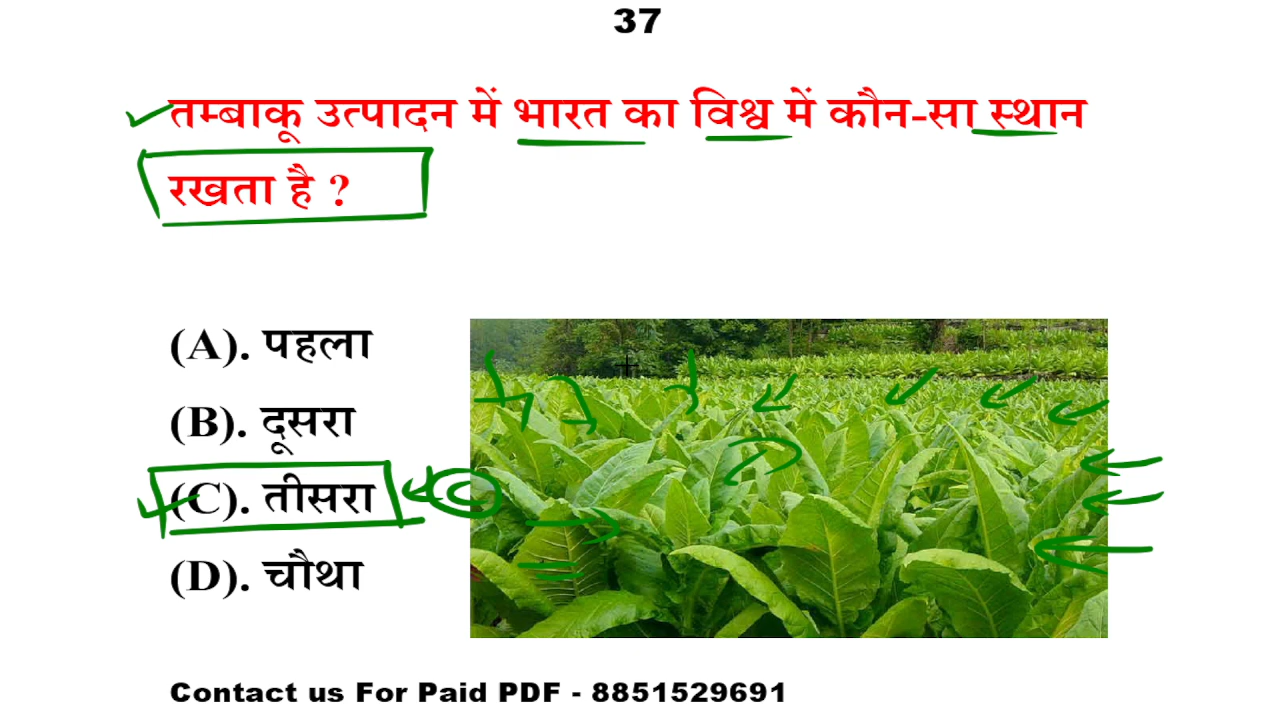 37
तम्बाकू उत्पादन में भारत का विश्व में कौन-सा स्थान
रखता है ?
(A). पहला
(B). दूसरा
(C). तीसरा
C
(D). चौथा
Contact us For Paid PDF - 8851529691